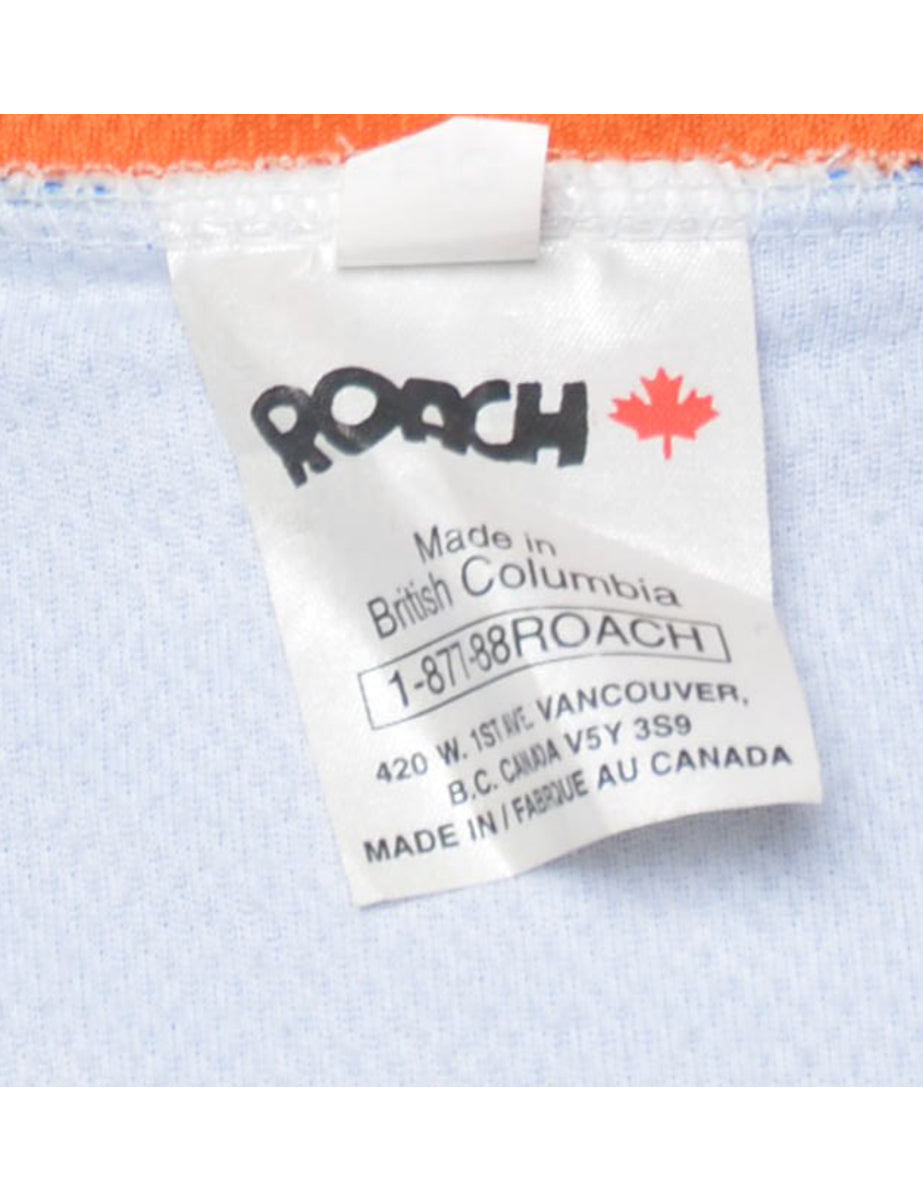 ROACH
Made in
British Columbia
1-877-88ROACH
420 W. 1ST AVE. VANCOUVER,
B.C. CANADA V5Y 3S9
MADE IN / FABRIQUE AU CANADA